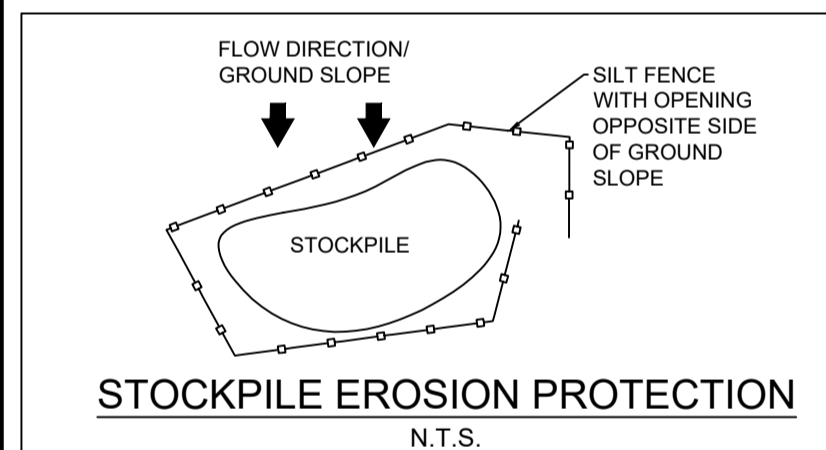 FLOW DIRECTION/
GROUND SLOPE
SILT FENCE
WITH OPENING
OPPOSITE SIDE
OF GROUND
SLOPE
STOCKPILE
STOCKPILE EROSION PROTECTION
N.T.S.